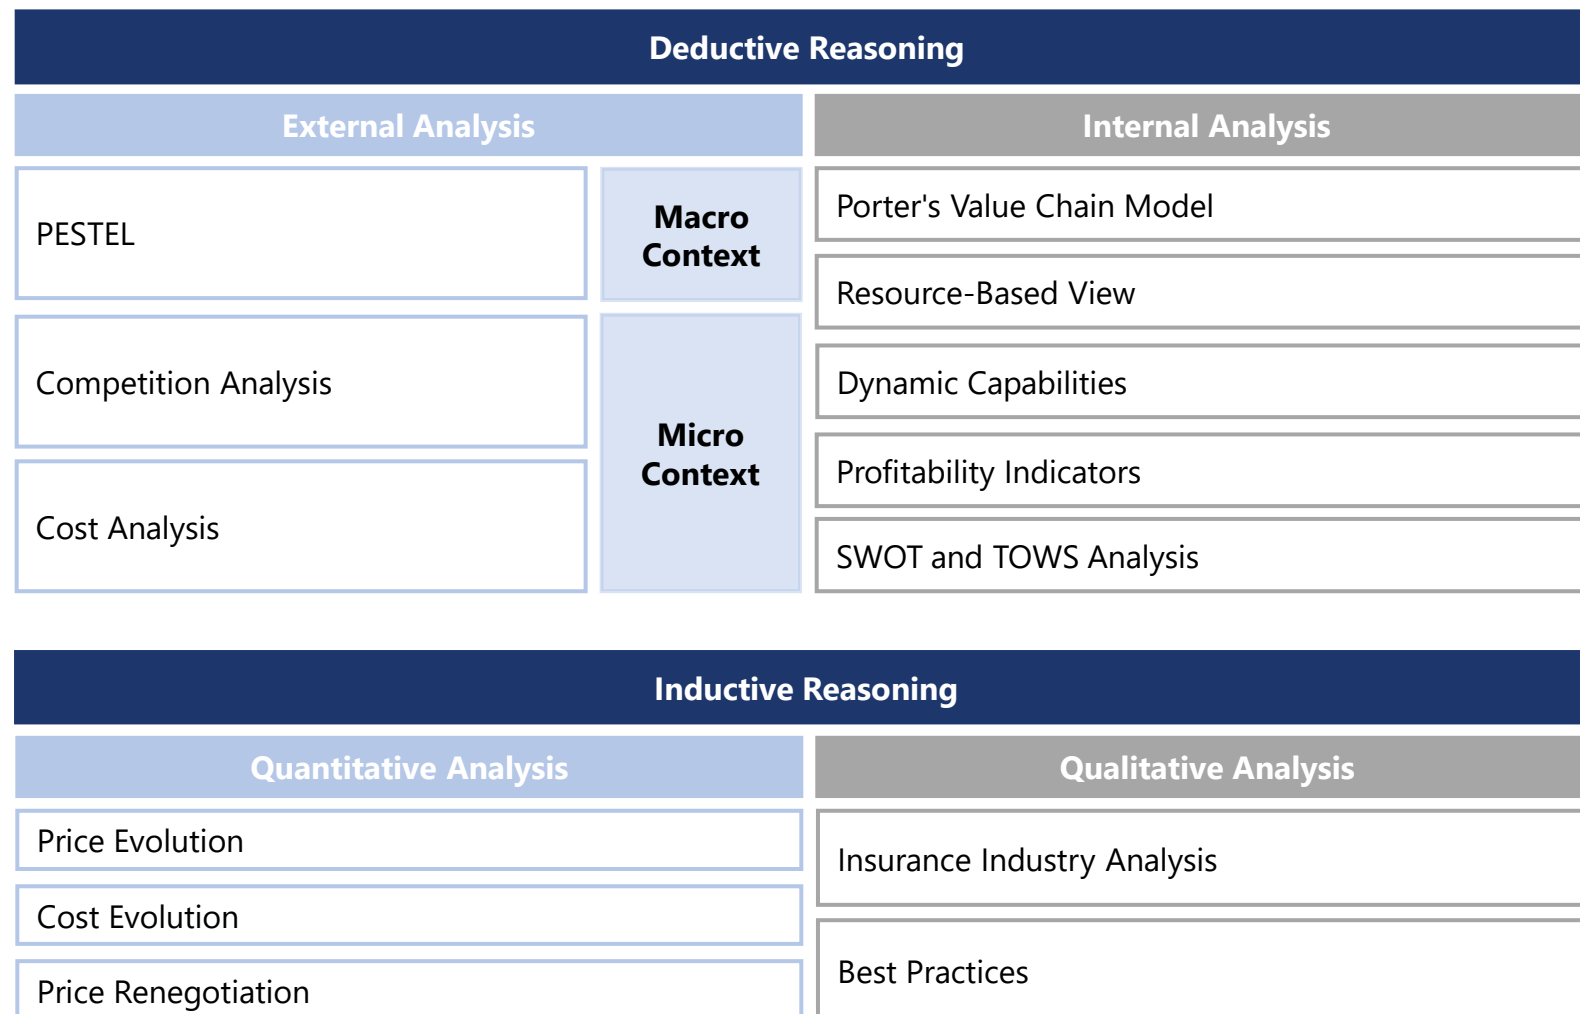 Deductive Reasoning
External Analysis
Internal Analysis
PESTEL
Macro
Context
Competition Analysis
Cost Analysis
Micro
Context
Porter's Value Chain Model
Resource-Based View
Dynamic Capabilities
Profitability Indicators
SWOT and TOWS Analysis
Inductive Reasoning
Quantitative Analysis
Qualitative Analysis
Price Evolution
Cost Evolution
Price Renegotiation
Insurance Industry Analysis
Best Practices